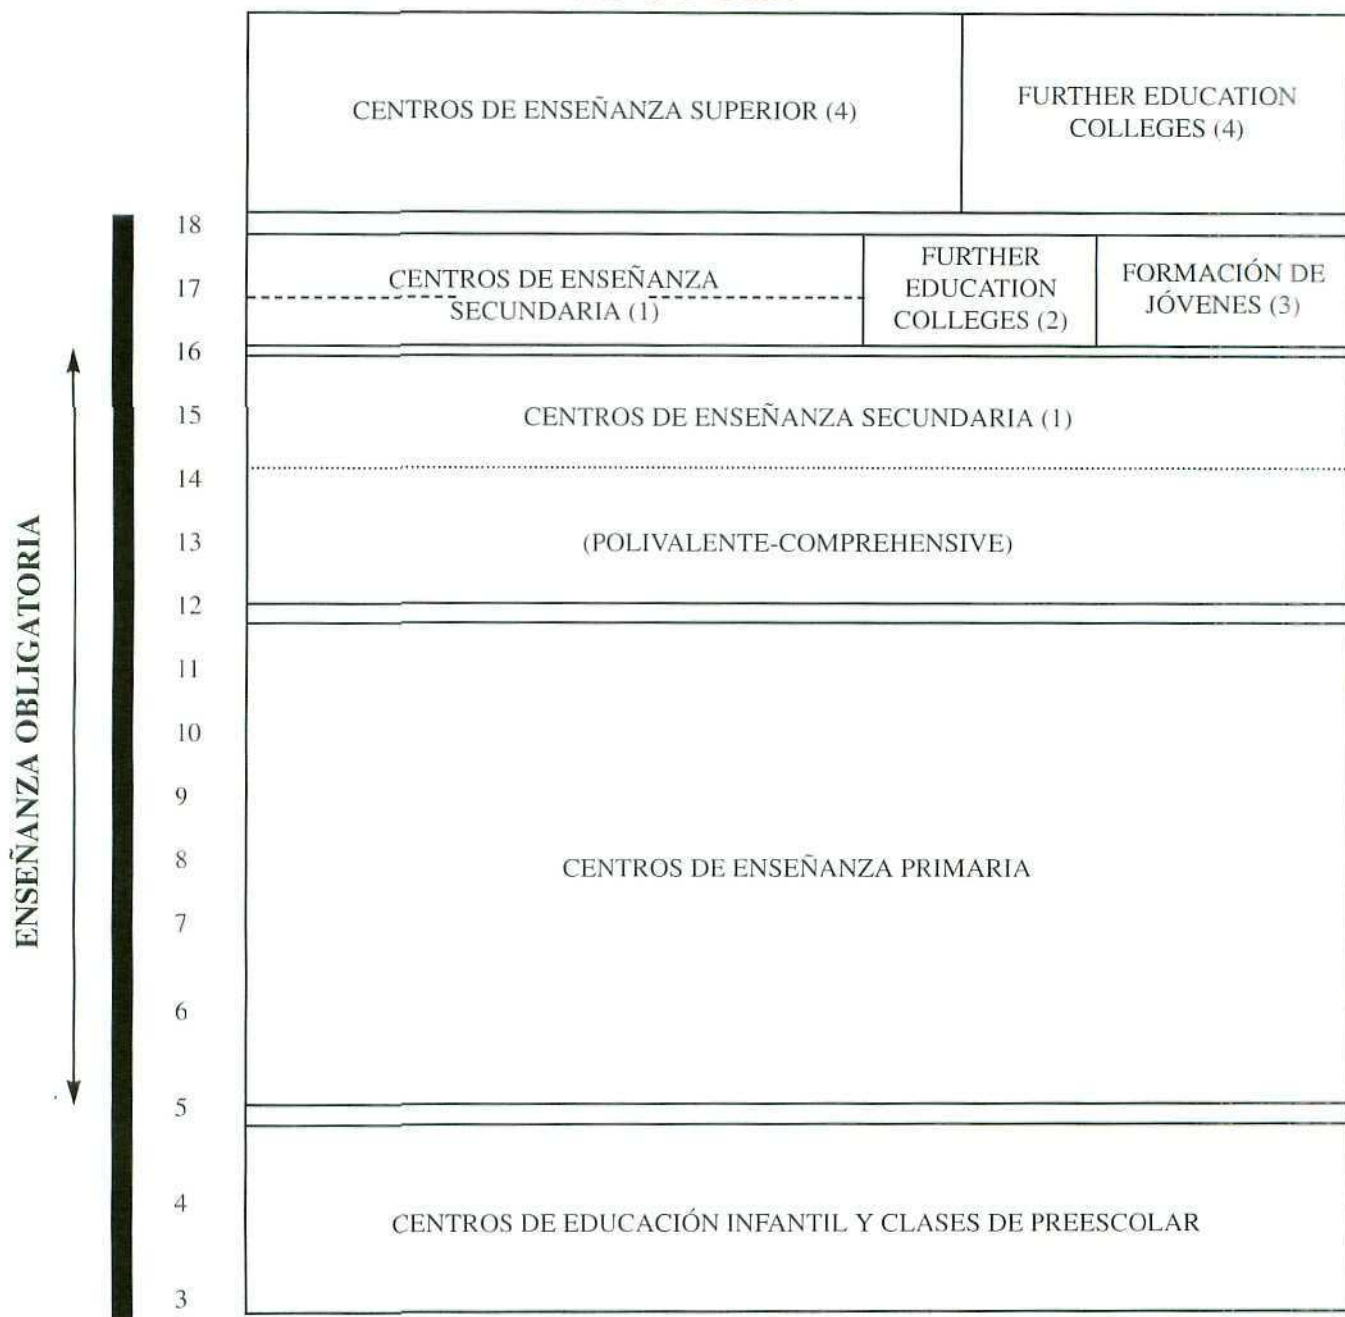 CENTROS DE ENSEÑANZA SUPERIOR (4)
FURTHER EDUCATION
COLLEGES (4)
18
17
CENTROS DE ENSEÑANZA
SECUNDARIA (1)
FURTHER
EDUCATION
COLLEGES (2)
FORMACIÓN DE
JÓVENES (3)
16
15
CENTROS DE ENSEÑANZA SECUNDARIA (1)
14
13
(POLIVALENTE-COMPREHENSIVE)
12
11
10
9
8
CENTROS DE ENSEÑANZA PRIMARIA
7
6
5
4
CENTROS DE EDUCACIÓN INFANTIL Y CLASES DE PREESCOLAR
3
ENSEÑANZA OBLIGATORIA